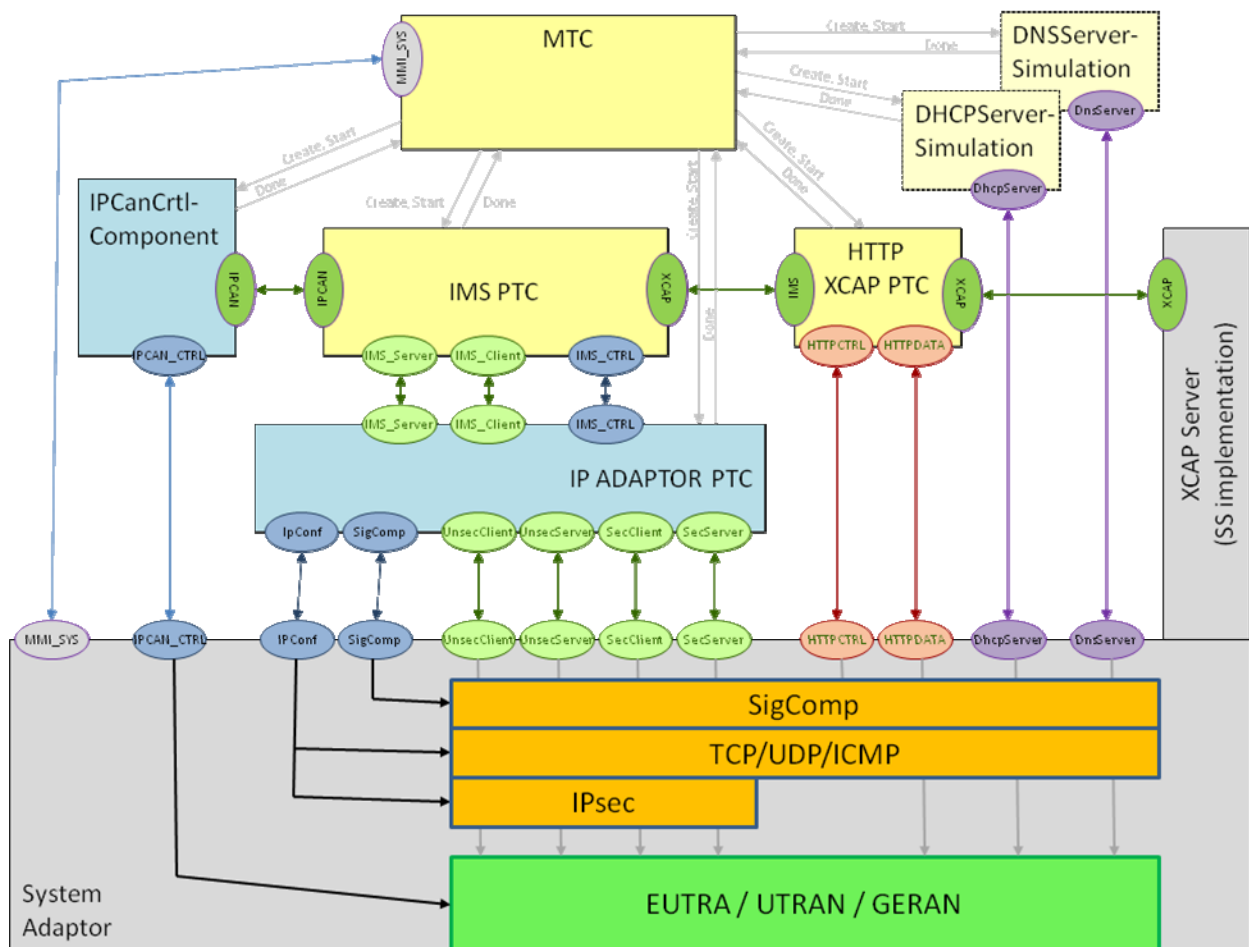 MTC
MMI_SYS
Create, Start
Done
DNSServer-
Simulation
DnsServer
Create, Start
Done
DHCPServer-
Simulation
DhcpServer
Create, Start
Done
Create, Start
Done
Create, Start
Done
Create, Start
Done
IPCanCrtl-
Component
IPCAN
IPCAN_CTRL
IPCAN
IMS PTC
XCAP
IMS_Server
IMS_Client
IMS_CTRL
IMS
HTTP
XCAP PTC
XCAP
HTTPCTRL
HTTPDATA
XCAP
XCAP Server
(SS implementation)
IMS_Server
IMS_Client
IMS_CTRL
IP ADAPTOR PTC
IpConf
SigComp
UnsecClient
UnsecServer
SecClient
SecServer
MMI_SYS
IPCAN_CTRL
IPConf
SigComp
UnsecClient
UnsecServer
SecClient
SecServer
HTTPCTRL
HTTPDATA
DhcpServer
DnsServer
SigComp
TCP/UDP/ICMP
IPsec
EUTRA / UTRAN / GERAN
System
Adaptor